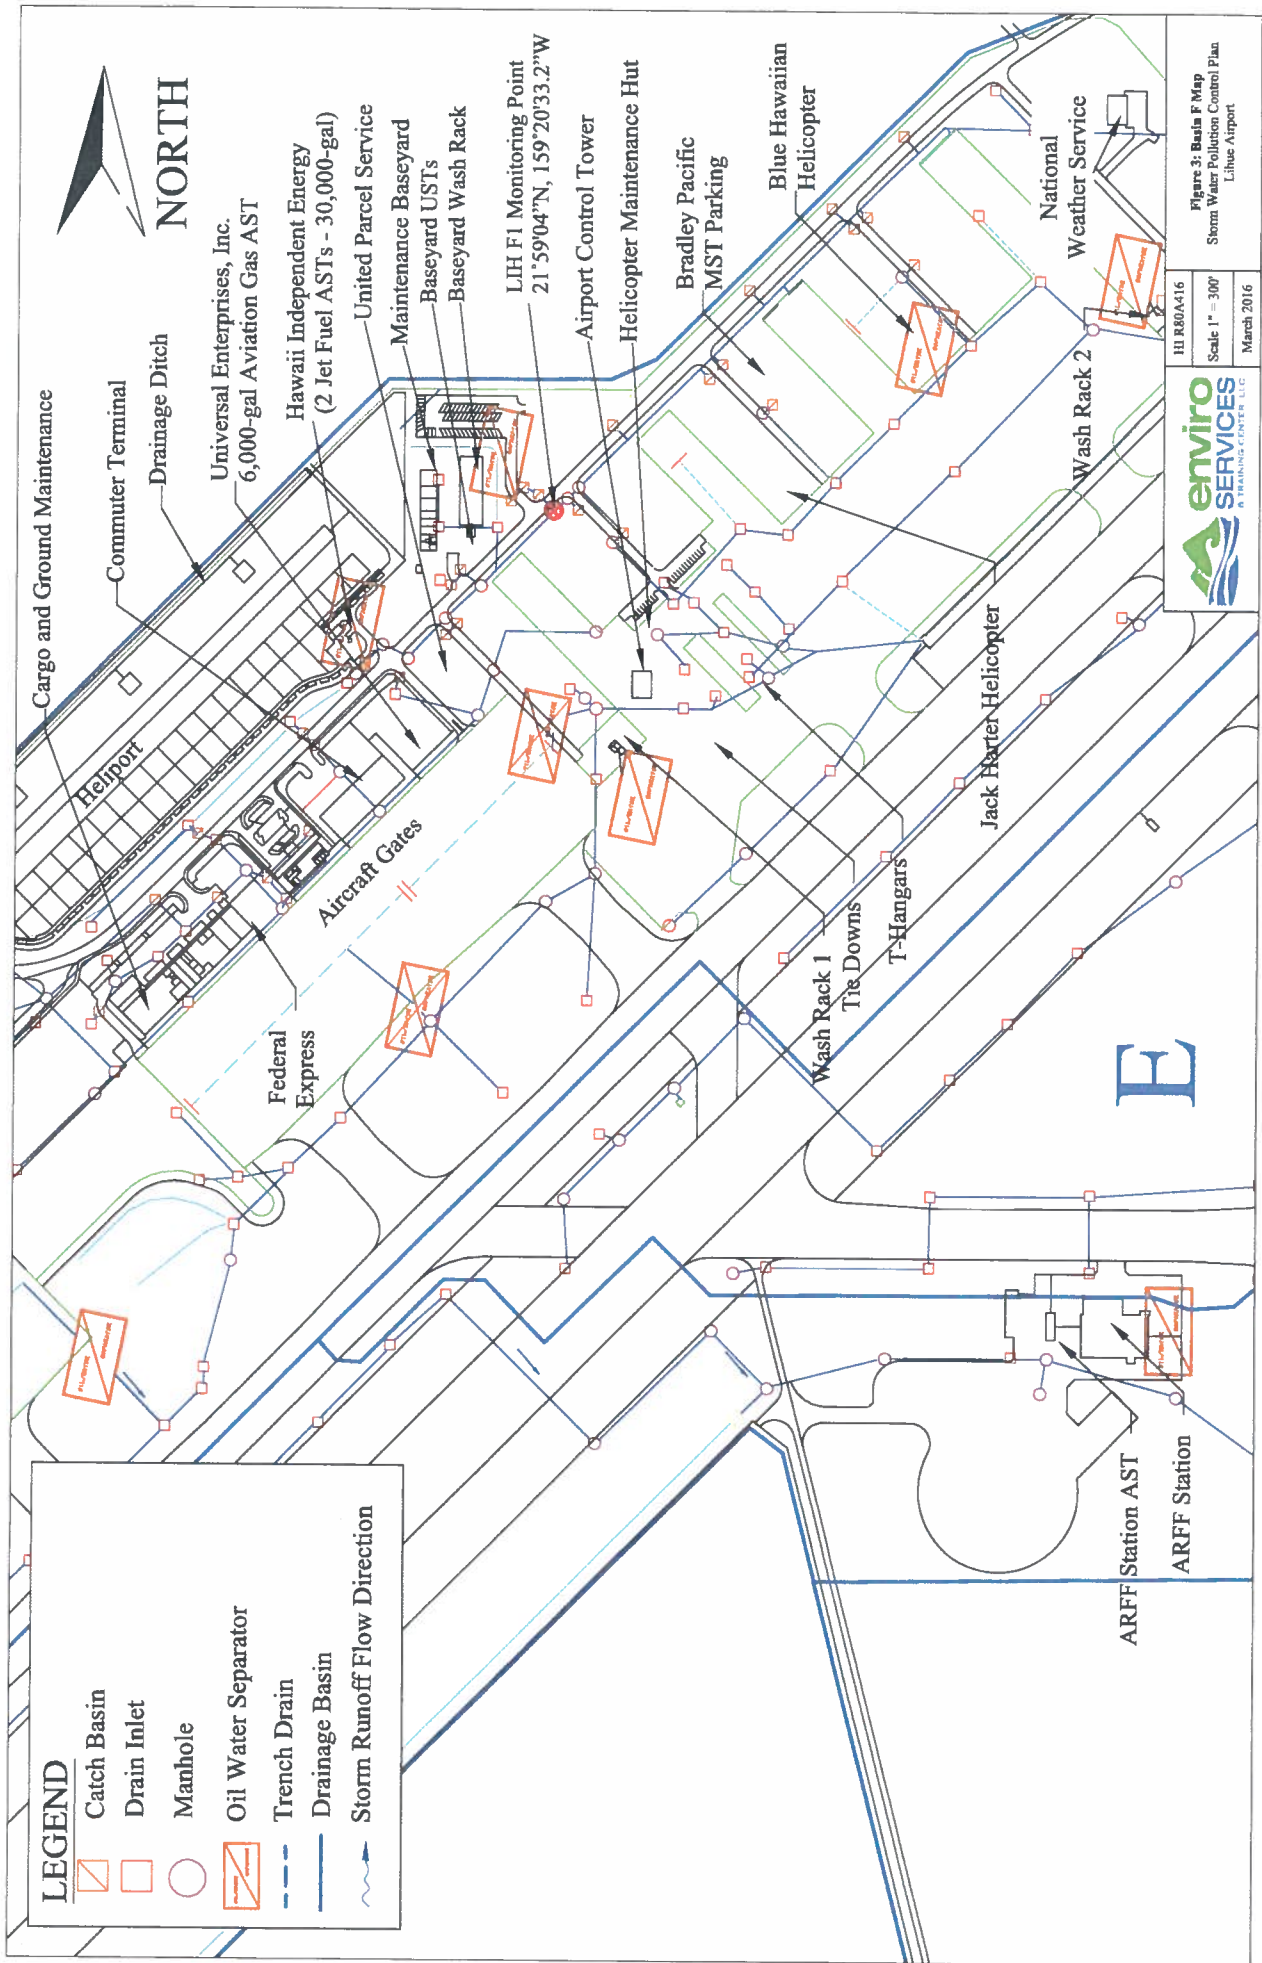 NORTH
Cargo and Ground Maintenance
Commuter Terminal
Drainage Ditch
Universal Enterprises, Inc.
6,000-gal Aviation Gas AST
Hawaii Independent Energy
(2 Jet Fuel ASTs - 30,000-gal)
United Parcel Service
Maintenance Baseyard
Baseyard USTs
Baseyard Wash Rack
LIH F1 Monitoring Point
21°59'04"N, 159°20'33.2"W
Airport Control Tower
Helicopter Maintenance Hut
Bradley Pacific
MST Parking
Blue Hawaiian
Helicopter
National
Weather Service
Heliport
Aircraft Gates
Federal
Express
Wash Rack 1
Tie Downs
T-Hangars
Jack Harter Helicopter
Wash Rack 2
E
ARFF Station AST
ARFF Station
LEGEND
Catch Basin
Drain Inlet
Manhole
Oil Water Separator
Trench Drain
Drainage Basin
Storm Runoff Flow Direction
enviro
SERVICES
& TRAINING CENTER LLC
HI R80A416
Scale 1" = 300'
March 2016
Figure 3: Basin F Map
Storm Water Pollution Control Plan
Lihue Airport